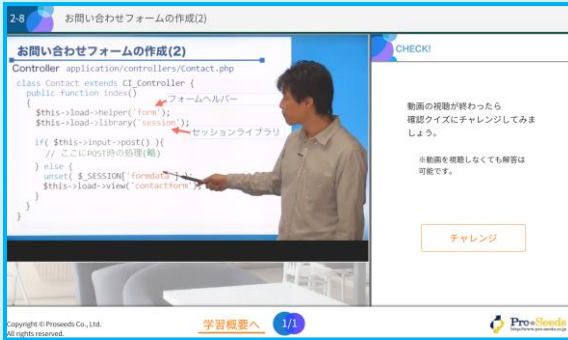 2-8 お問い合わせフォームの作成(2)
お問い合わせフォームの作成(2)
Controller application/controllers/Contact.php
class Contact extends CI_Controller {
public function index()
{
フォームヘルパー
$this->load->helper('form');
$this->load->library('session');
セッションライブラリ
if( $this->input->post() ){
// ここにPOST時の処理(略)
} else {
unset( $_SESSION['formdata'] );
$this->load->view('contactform');
}
}
}
CHECK!
動画の視聴が終わったら
確認クイズにチャレンジしてみま
しょう。
※動画を視聴しなくても解答は
可能です。
チャレンジ
Copyright © Proseeds Co., Ltd.
All rights reserved.
学習概要へ 1/1
Pro Seeds